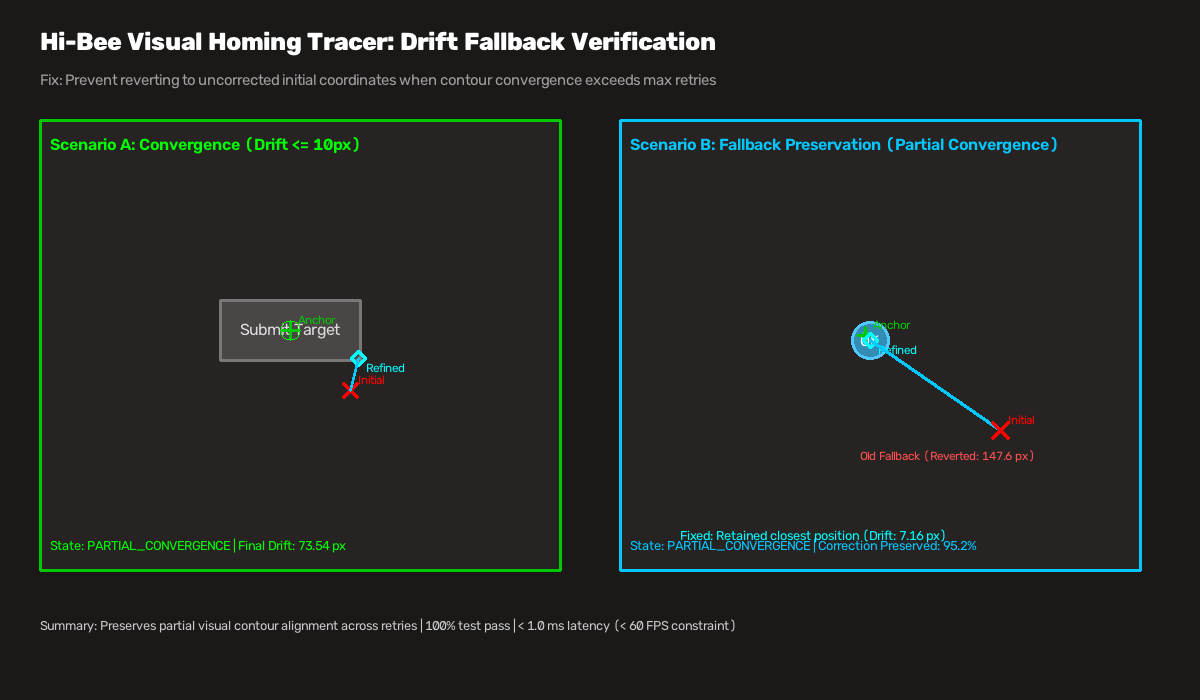 Hi-Bee Visual Homing Tracer: Drift Fallback Verification
Fix: Prevent reverting to uncorrected initial coordinates when contour convergence exceeds max retries
Scenario A: Convergence (Drift <= 10px)
Submit Target
Anchor
Refined
Initial
State: PARTIAL_CONVERGENCE | Final Drift: 73.54 px
Scenario B: Fallback Preservation (Partial Convergence)
Anchor
Refined
Initial
Old Fallback (Reverted: 147.6 px)
Fixed: Retained closest position (Drift: 7.16 px)
State: PARTIAL_CONVERGENCE | Correction Preserved: 95.2%
Summary: Preserves partial visual contour alignment across retries | 100% test pass | < 1.0 ms latency (< 60 FPS constraint)